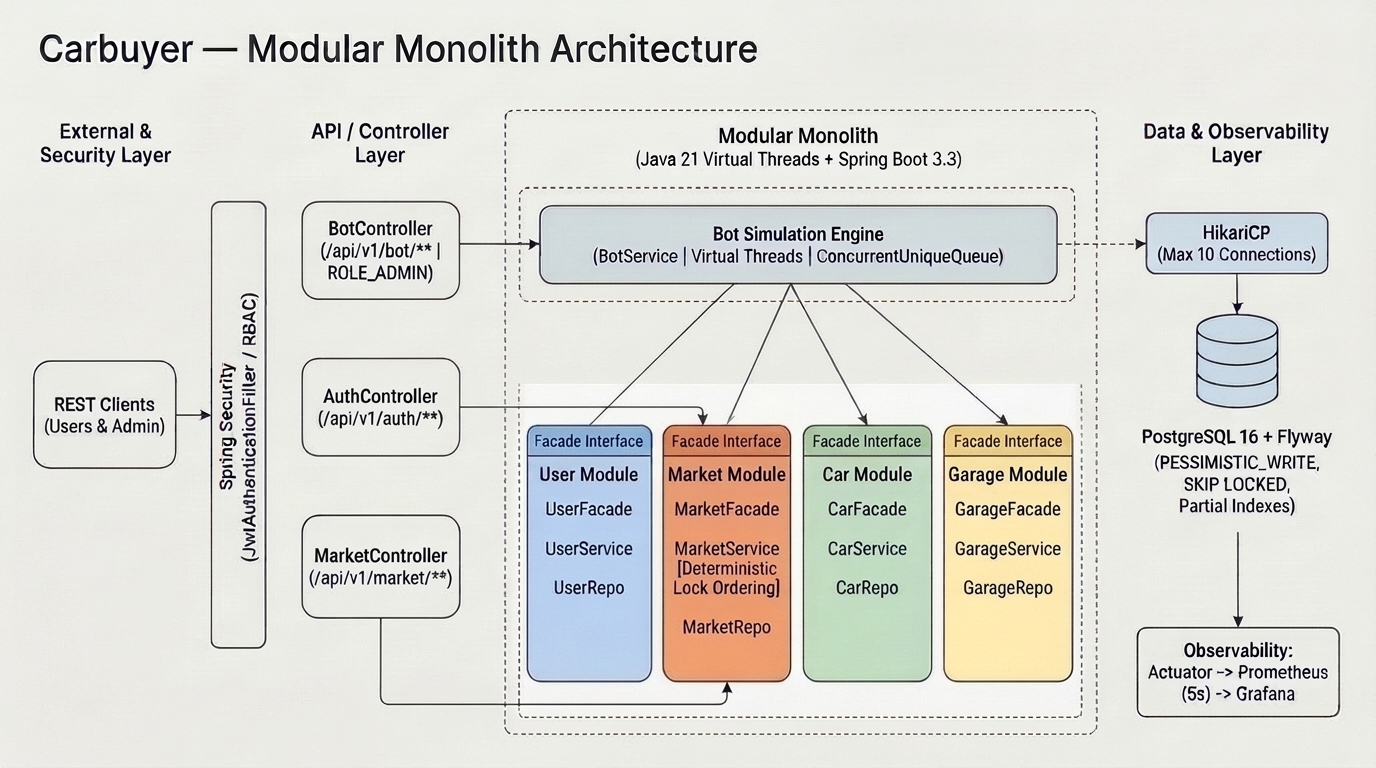 Carbuyer — Modular Monolith Architecture
External &
Security Layer
REST Clients
(Users & Admin)
Spring Security
(JwlAuthenticationFiller / RBAC)
API / Controller
Layer
BotController
(/api/v1/bot/** |
ROLE_ADMIN)
AuthController
(/api/v1/auth/**)
MarketController
(/api/v1/market/**)
Modular Monolith
(Java 21 Virtual Threads + Spring Boot 3.3)
Bot Simulation Engine
(BotService | Virtual Threads | ConcurrentUniqueQueue)
Facade Interface
User Module
UserFacade
UserService
UserRepo
Facade Interface
Market Module
MarketFacade
MarketService
[Deterministic
Lock Ordering]
MarketRepo
Facade Interface
Car Module
CarFacade
CarService
CarRepo
Facade Interface
Garage Module
GarageFacade
GarageService
GarageRepo
Data & Observability
Layer
HikariCP
(Max 10 Connections)
PostgreSQL 16 + Flyway
(PESSIMISTIC_WRITE,
SKIP LOCKED,
Partial Indexes)
Observability:
Actuator -> Prometheus
(5s) -> Grafana